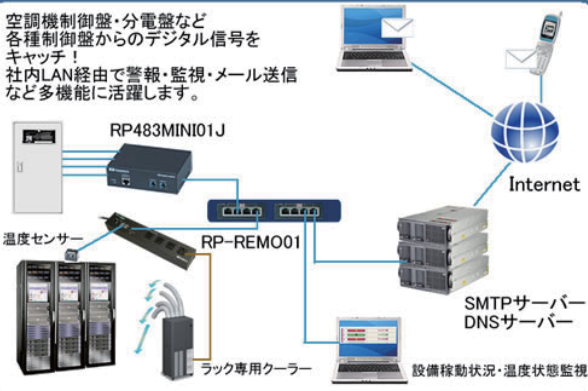 空調機制御盤・分電盤など
各種制御盤からのデジタル信号を
キャッチ！
社内LAN経由で警報・監視・メール送信
など多機能に活躍します。
RP483MINI01J
Internet
RP-REMO01
温度センサー
SMTPサーバー
DNSサーバー
ラック専用クーラー
設備稼動状況・温度状態監視